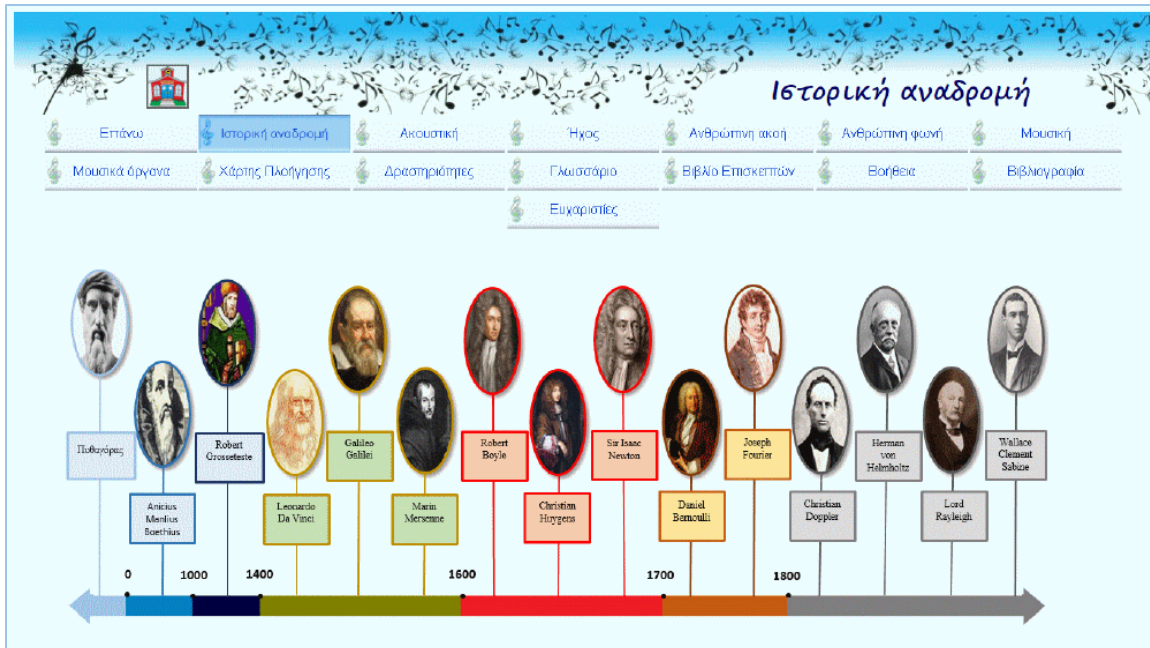 Ιστορική αναδρομή
Επάνω
Ιστορική αναδρομή
Ακουστική
Ήχος
Ανθρώπινη ακοή
Ανθρώπινη φωνή
Μουσική
Μουσικά όργανα
Χάρτης Πλοήγησης
Δραστηριότητες
Γλωσσάριο
Βιβλίο Επισκεπτών
Βοήθεια
Βιβλιογραφία
Ευχαριστίες
Πυθαγόρας
Anicius
Manlius
Boethius
Robert
Grosseteste
Leonardo
Da Vinci
Galileo
Galilei
Marin
Mersenne
Robert
Boyle
Christian
Huygens
Sir Isaac
Newton
Daniel
Bernoulli
Joseph
Fourier
Christian
Doppler
Herman
von
Helmholtz
Lord
Rayleigh
Wallace
Clement
Sabine
0
1000
1400
1600
1700
1800